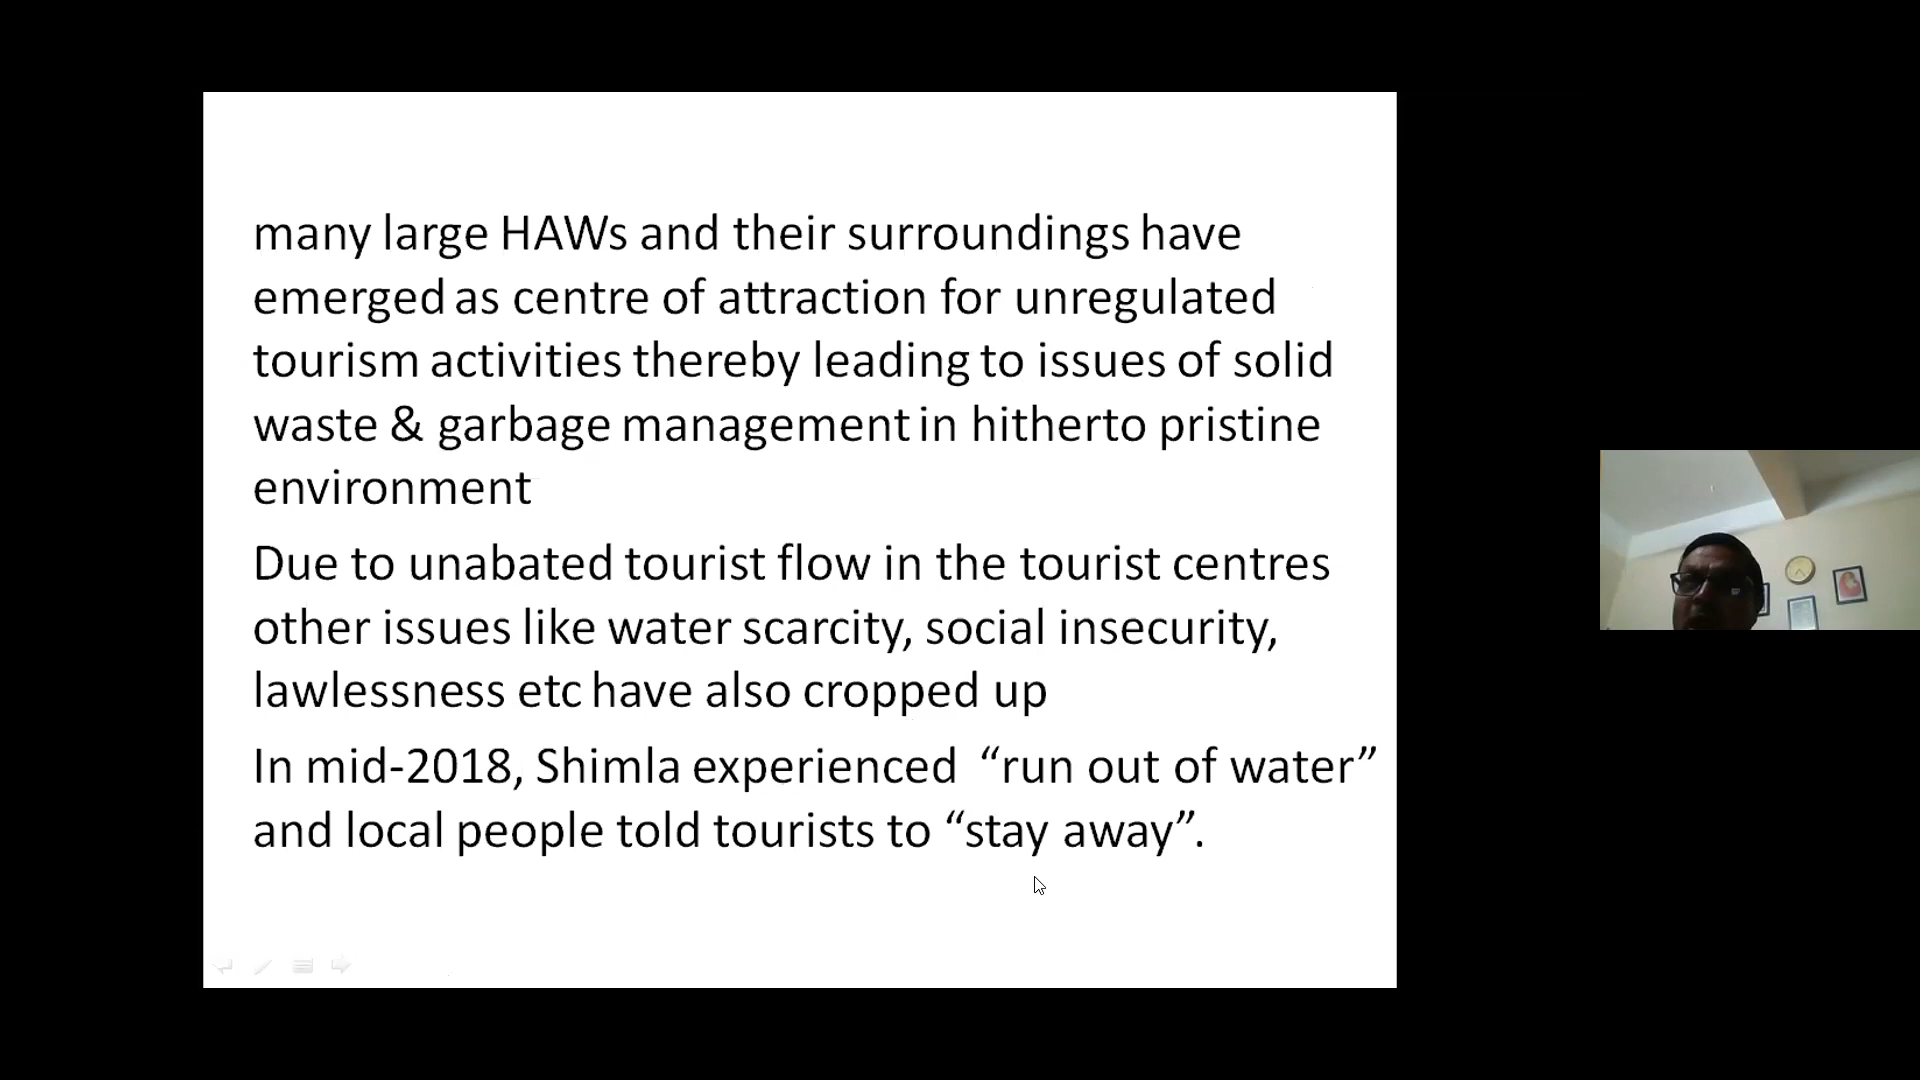 many large HAWs and their surroundings have
emerged as centre of attraction for unregulated
tourism activities thereby leading to issues of solid
waste & garbage management in hitherto pristine
environment
Due to unabated tourist flow in the tourist centres
other issues like water scarcity, social insecurity,
lawlessness etc have also cropped up
In mid-2018, Shimla experienced “run out of water”
and local people told tourists to “stay away”.